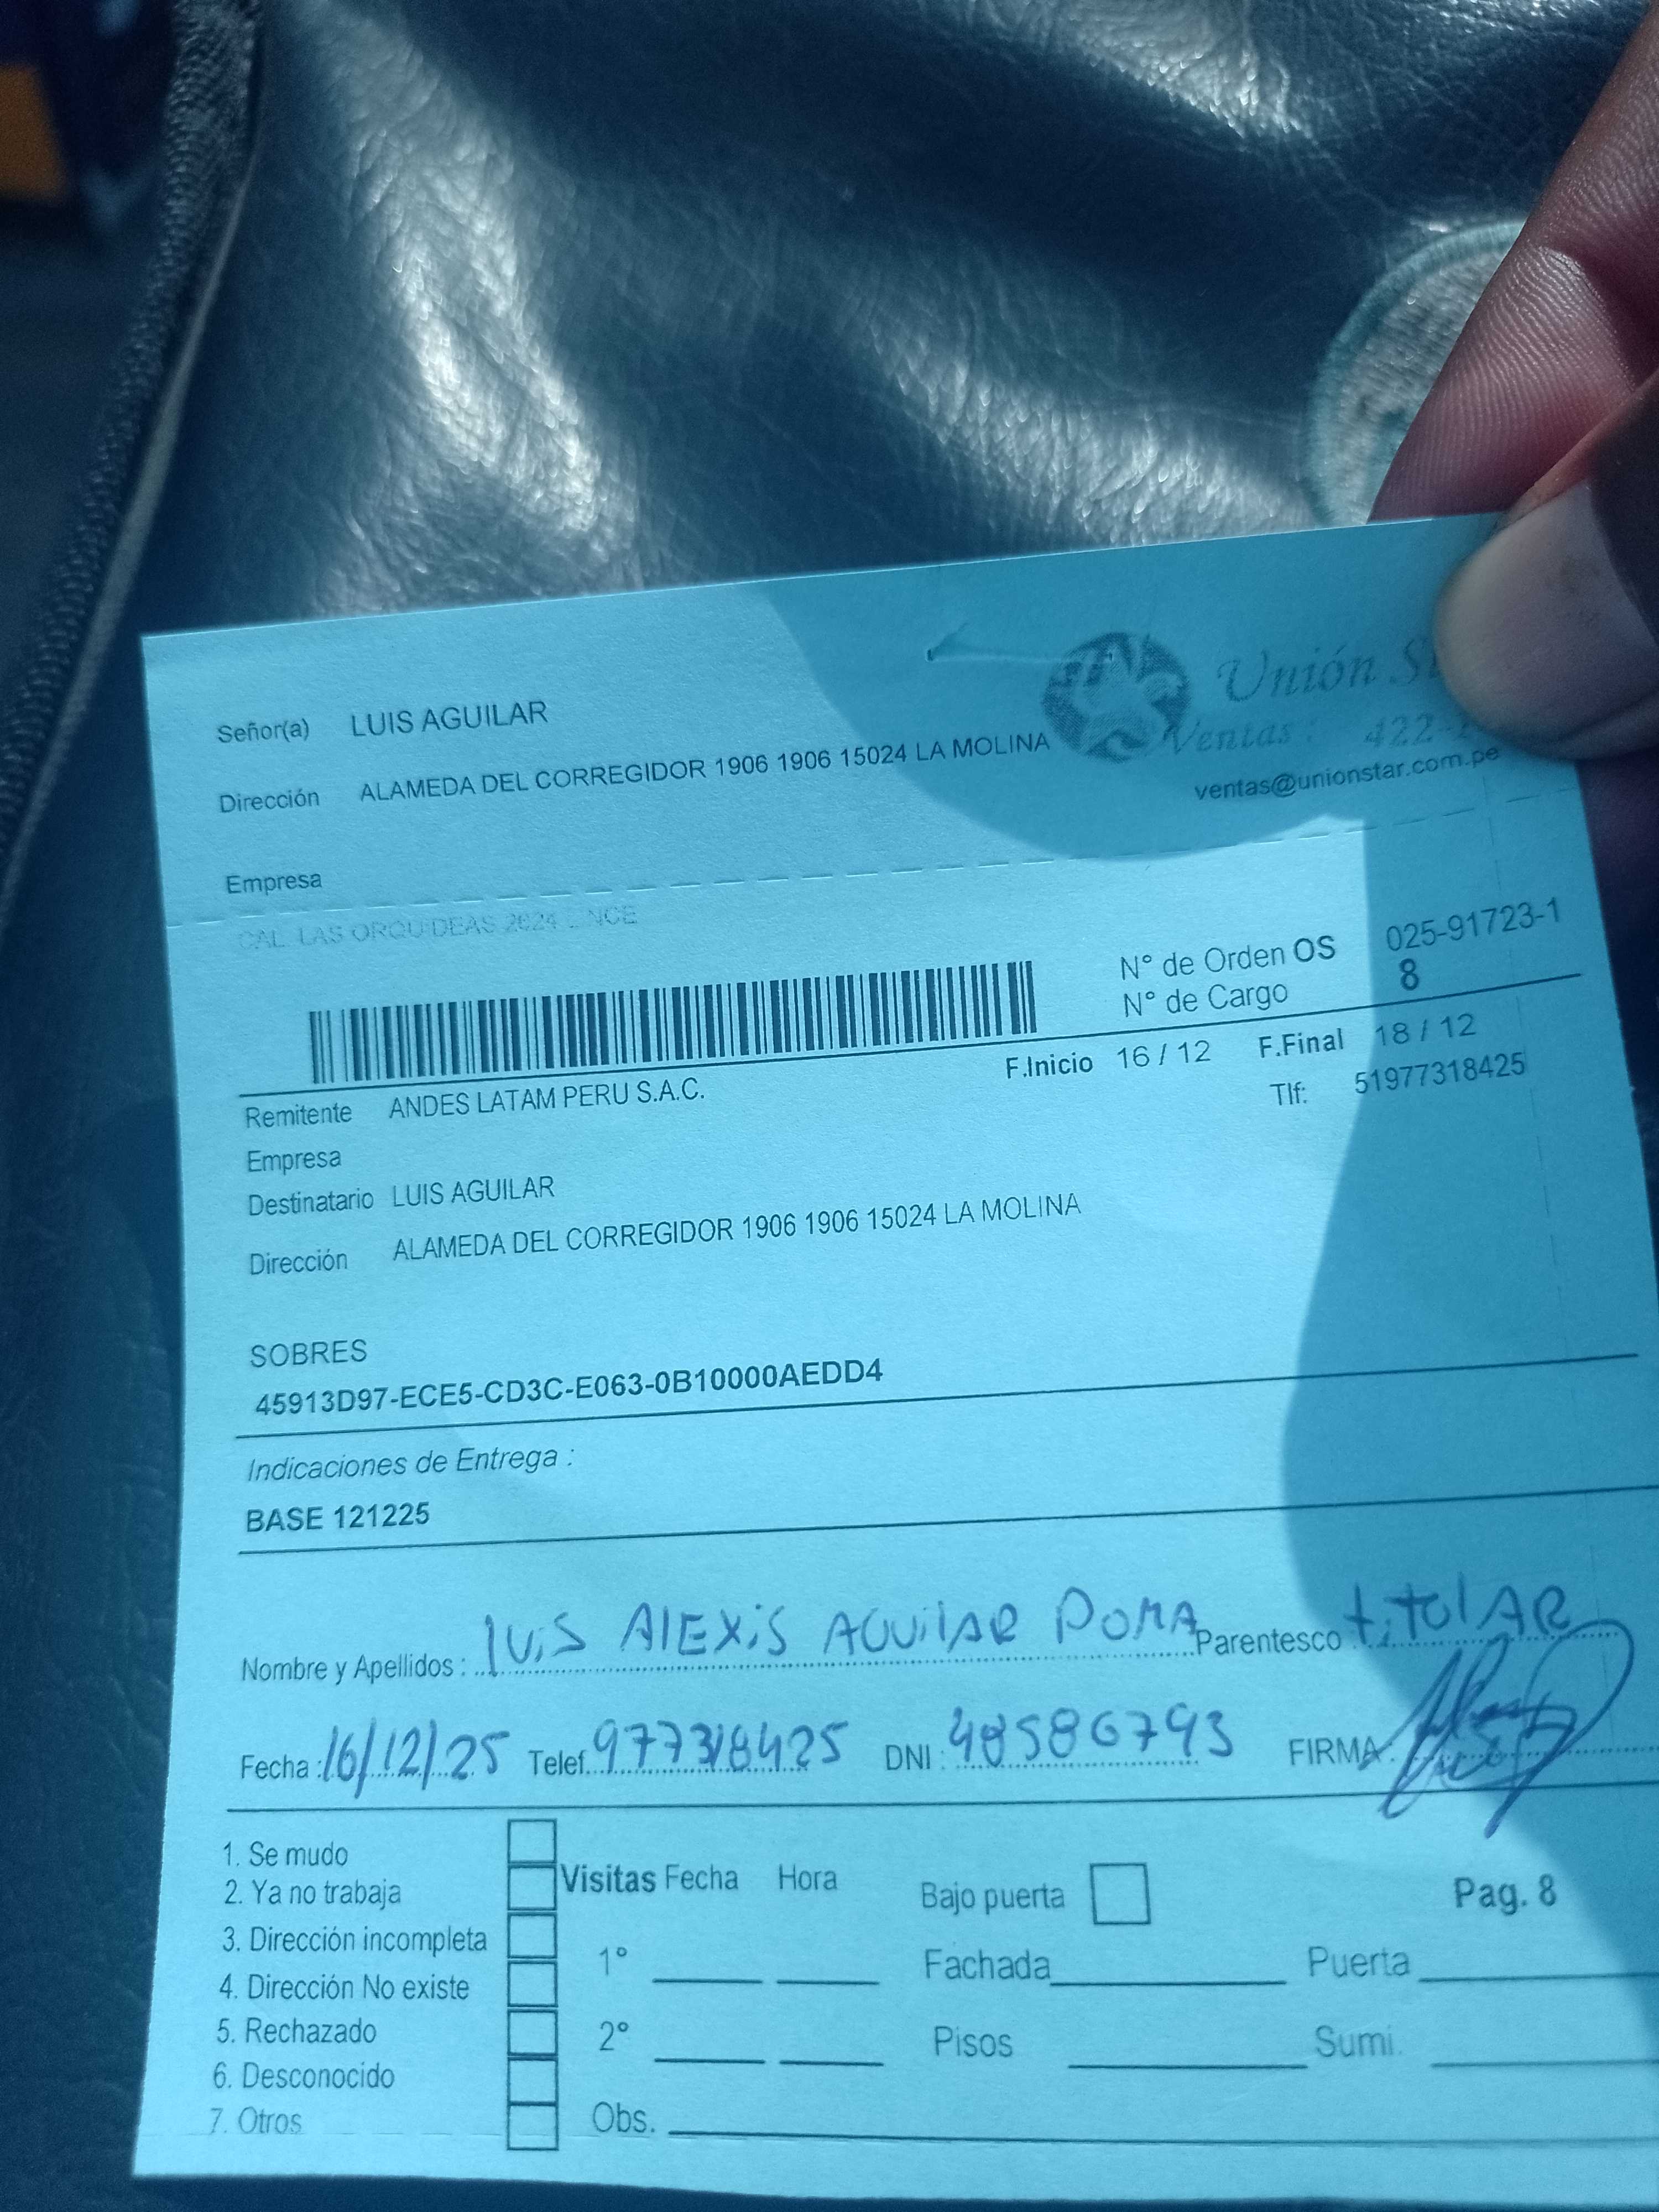 Señor(a) LUIS AGUILAR
Unión
Dirección ALAMEDA DEL CORREGIDOR 1906 1906 15024 LA MOLINA
Ventas: 422-
ventas@unionstar.com.pe
Empresa
CAL. LAS ORQUIDEAS 2624 NCE
N° de Orden OS 025-91723-1
N° de Cargo 8
F.Inicio 16 / 12 F.Final 18 / 12
Remitente ANDES LATAM PERU S.A.C.
Tlf: 51977318425
Empresa
Destinatario LUIS AGUILAR
Dirección ALAMEDA DEL CORREGIDOR 1906 1906 15024 LA MOLINA
SOBRES
45913D97-ECE5-CD3C-E063-0B10000AEDD4
Indicaciones de Entrega :
BASE 121225
Nombre y Apellidos : lUiS AlEXiS AGUilAR POMA Parentesco titolAR
Fecha : 16/12/25 Telef. 977318425 DNI : 48586793 FIRMA :
1. Se mudo
2. Ya no trabaja
3. Dirección incompleta
4. Dirección No existe
5. Rechazado
6. Desconocido
7. Otros
Visitas Fecha Hora
1°
2°
Obs.
Bajo puerta
Pag. 8
Fachada Puerta
Pisos Sumi.